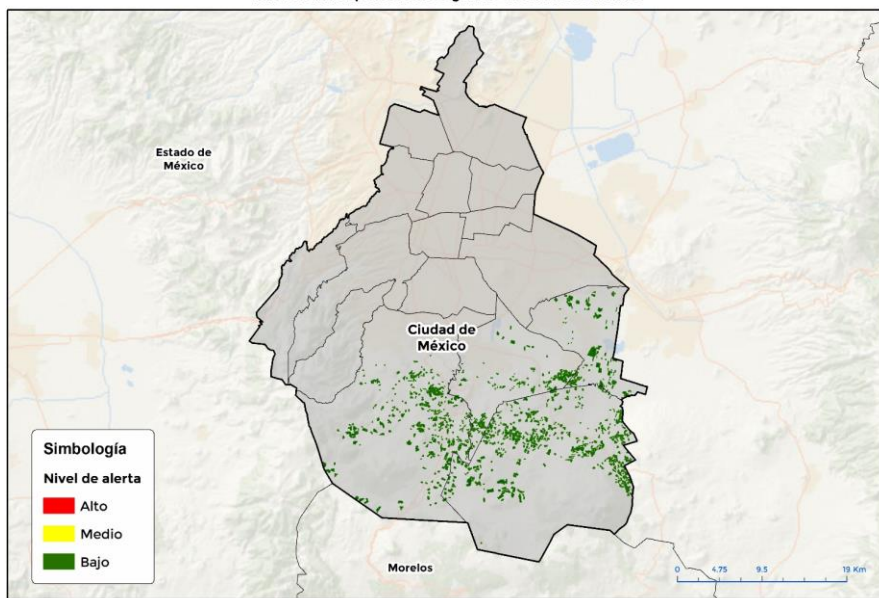 Estado de
México
Ciudad de
México
Simbología
Nivel de alerta
Alto
Medio
Bajo
Morelos
0 4.75 9.5 19 Km